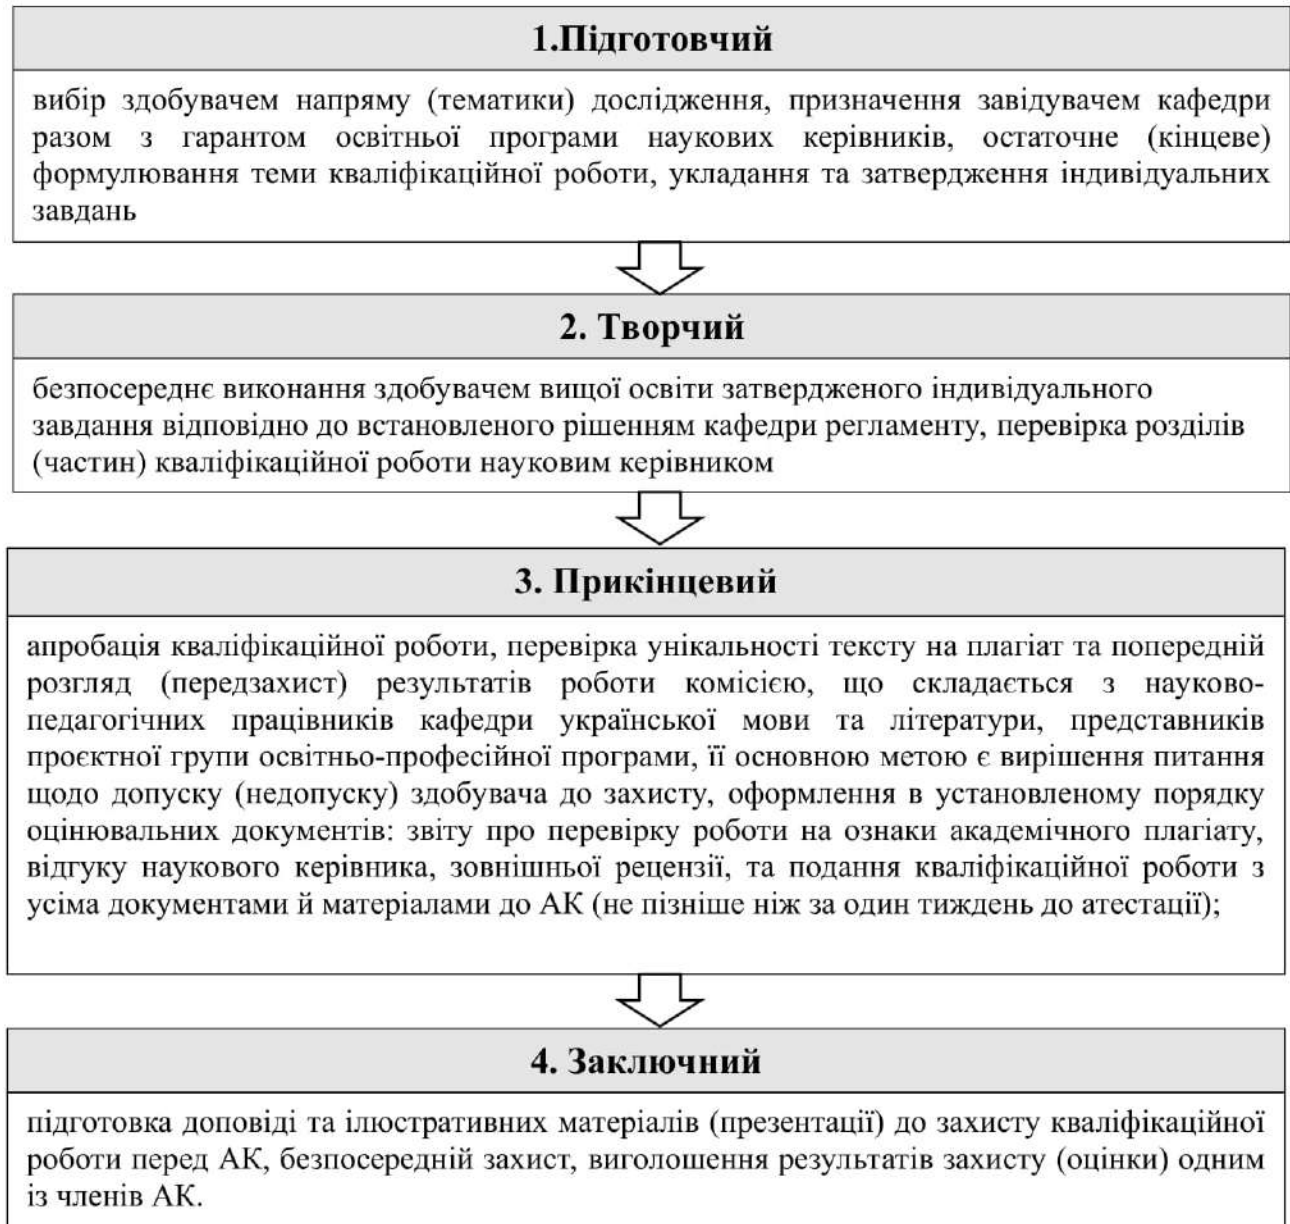 1.Підготовчий
вибір здобувачем напряму (тематики) дослідження, призначення завідувачем кафедри
разом з гарантом освітньої програми наукових керівників, остаточне (кінцеве)
формулювання теми кваліфікаційної роботи, укладання та затвердження індивідуальних
завдань
2. Творчий
безпосереднє виконання здобувачем вищої освіти затвердженого індивідуального
завдання відповідно до встановленого рішенням кафедри регламенту, перевірка розділів
(частин) кваліфікаційної роботи науковим керівником
3. Прикінцевий
апробація кваліфікаційної роботи, перевірка унікальності тексту на плагіат та попередній
розгляд (передзахист) результатів роботи комісією, що складається з науково-
педагогічних працівників кафедри української мови та літератури, представників
проєктної групи освітньо-професійної програми, її основною метою є вирішення питання
щодо допуску (недопуску) здобувача до захисту, оформлення в установленому порядку
оцінювальних документів: звіту про перевірку роботи на ознаки академічного плагіату,
відгуку наукового керівника, зовнішньої рецензії, та подання кваліфікаційної роботи з
усіма документами й матеріалами до АК (не пізніше ніж за один тиждень до атестації);
4. Заключний
підготовка доповіді та ілюстративних матеріалів (презентації) до захисту кваліфікаційної
роботи перед АК, безпосередній захист, виголошення результатів захисту (оцінки) одним
із членів АК.